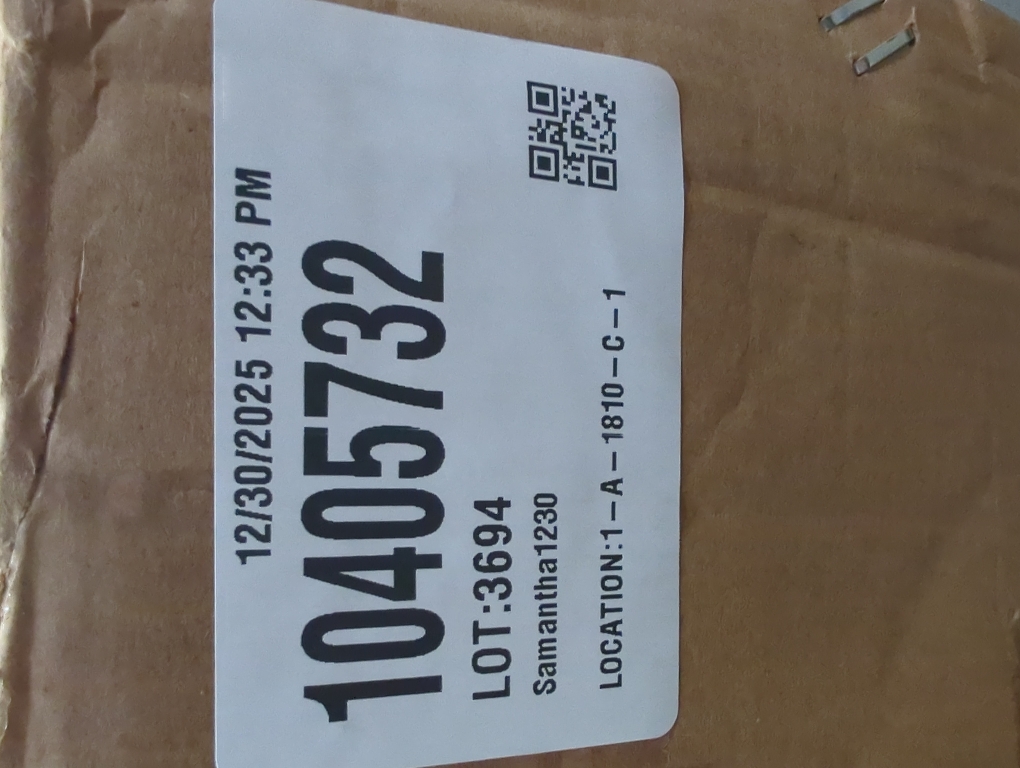 12/30/2025 12:33 PM
10405732
LOT:3694
Samantha1230
LOCATION:1-A-1810-C-1